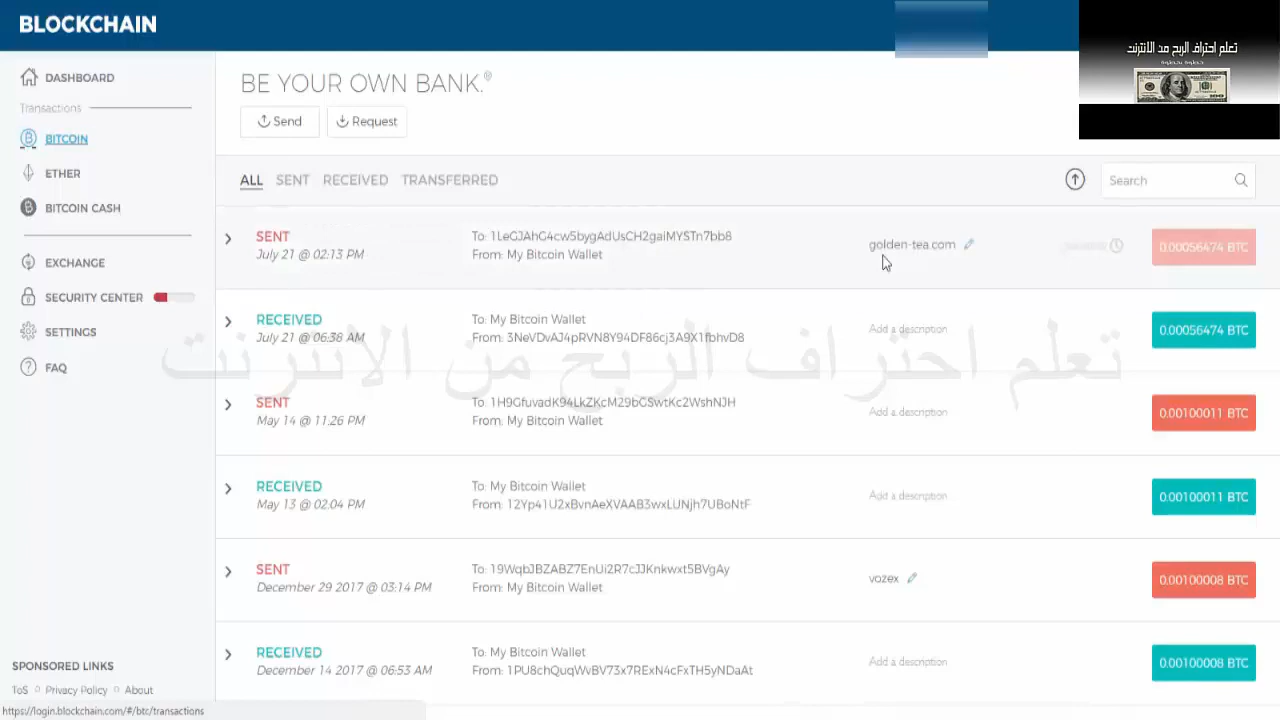 BLOCKCHAIN
تعلم احتراف الربح من الانترنت
DASHBOARD
Transactions
BITCOIN
ETHER
BITCOIN CASH
EXCHANGE
SECURITY CENTER
SETTINGS
FAQ
SPONSORED LINKS
ToS Privacy Policy About
https://login.blockchain.com/#/btc/transactions
BE YOUR OWN BANK.®
Send Request
ALL SENT RECEIVED TRANSFERRED Search
SENT To: 1LeGJAhG4cw5bygAdUsCH2gaiMYSTn7bb8 golden-tea.com 0.00056474 BTC
July 21 @ 02:13 PM From: My Bitcoin Wallet
RECEIVED To: My Bitcoin Wallet Add a description 0.00056474 BTC
July 21 @ 06:38 AM From: 3NeVDvAJ4pRVN8Y94DF86cj3A9X1fbhvD8
تعلم احتراف الربح من الانترنت
SENT To: 1H9GfuvadK94LkZKcM29bGSwtKc2WshNJH Add a description 0.00100011 BTC
May 14 @ 11:26 PM From: My Bitcoin Wallet
RECEIVED To: My Bitcoin Wallet Add a description 0.00100011 BTC
May 13 @ 02:04 PM From: 12Yp41U2xBvnAeXVAAB3wxLUNjh7UBoNtF
SENT To: 19WqbJBZABZ7EnUi2R7cJJKnkwxt5BVgAy vozex 0.00100008 BTC
December 29 2017 @ 03:14 PM From: My Bitcoin Wallet
RECEIVED To: My Bitcoin Wallet Add a description 0.00100008 BTC
December 14 2017 @ 06:53 AM From: 1PU8chQuqWvBV73x7RExN4cFxTH5yNDaAt